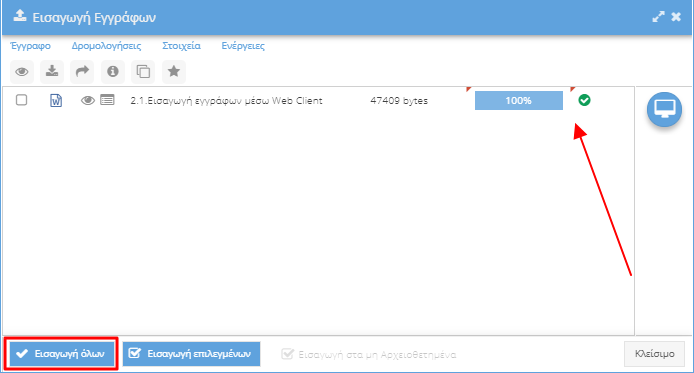 Εισαγωγή Εγγράφων
Έγγραφο Δρομολογήσεις Στοιχεία Ενέργειες
2.1.Εισαγωγή εγγράφων μέσω Web Client 47409 bytes 100%
Εισαγωγή όλων Εισαγωγή επιλεγμένων Εισαγωγή στα μη Αρχειοθετημένα Κλείσιμο